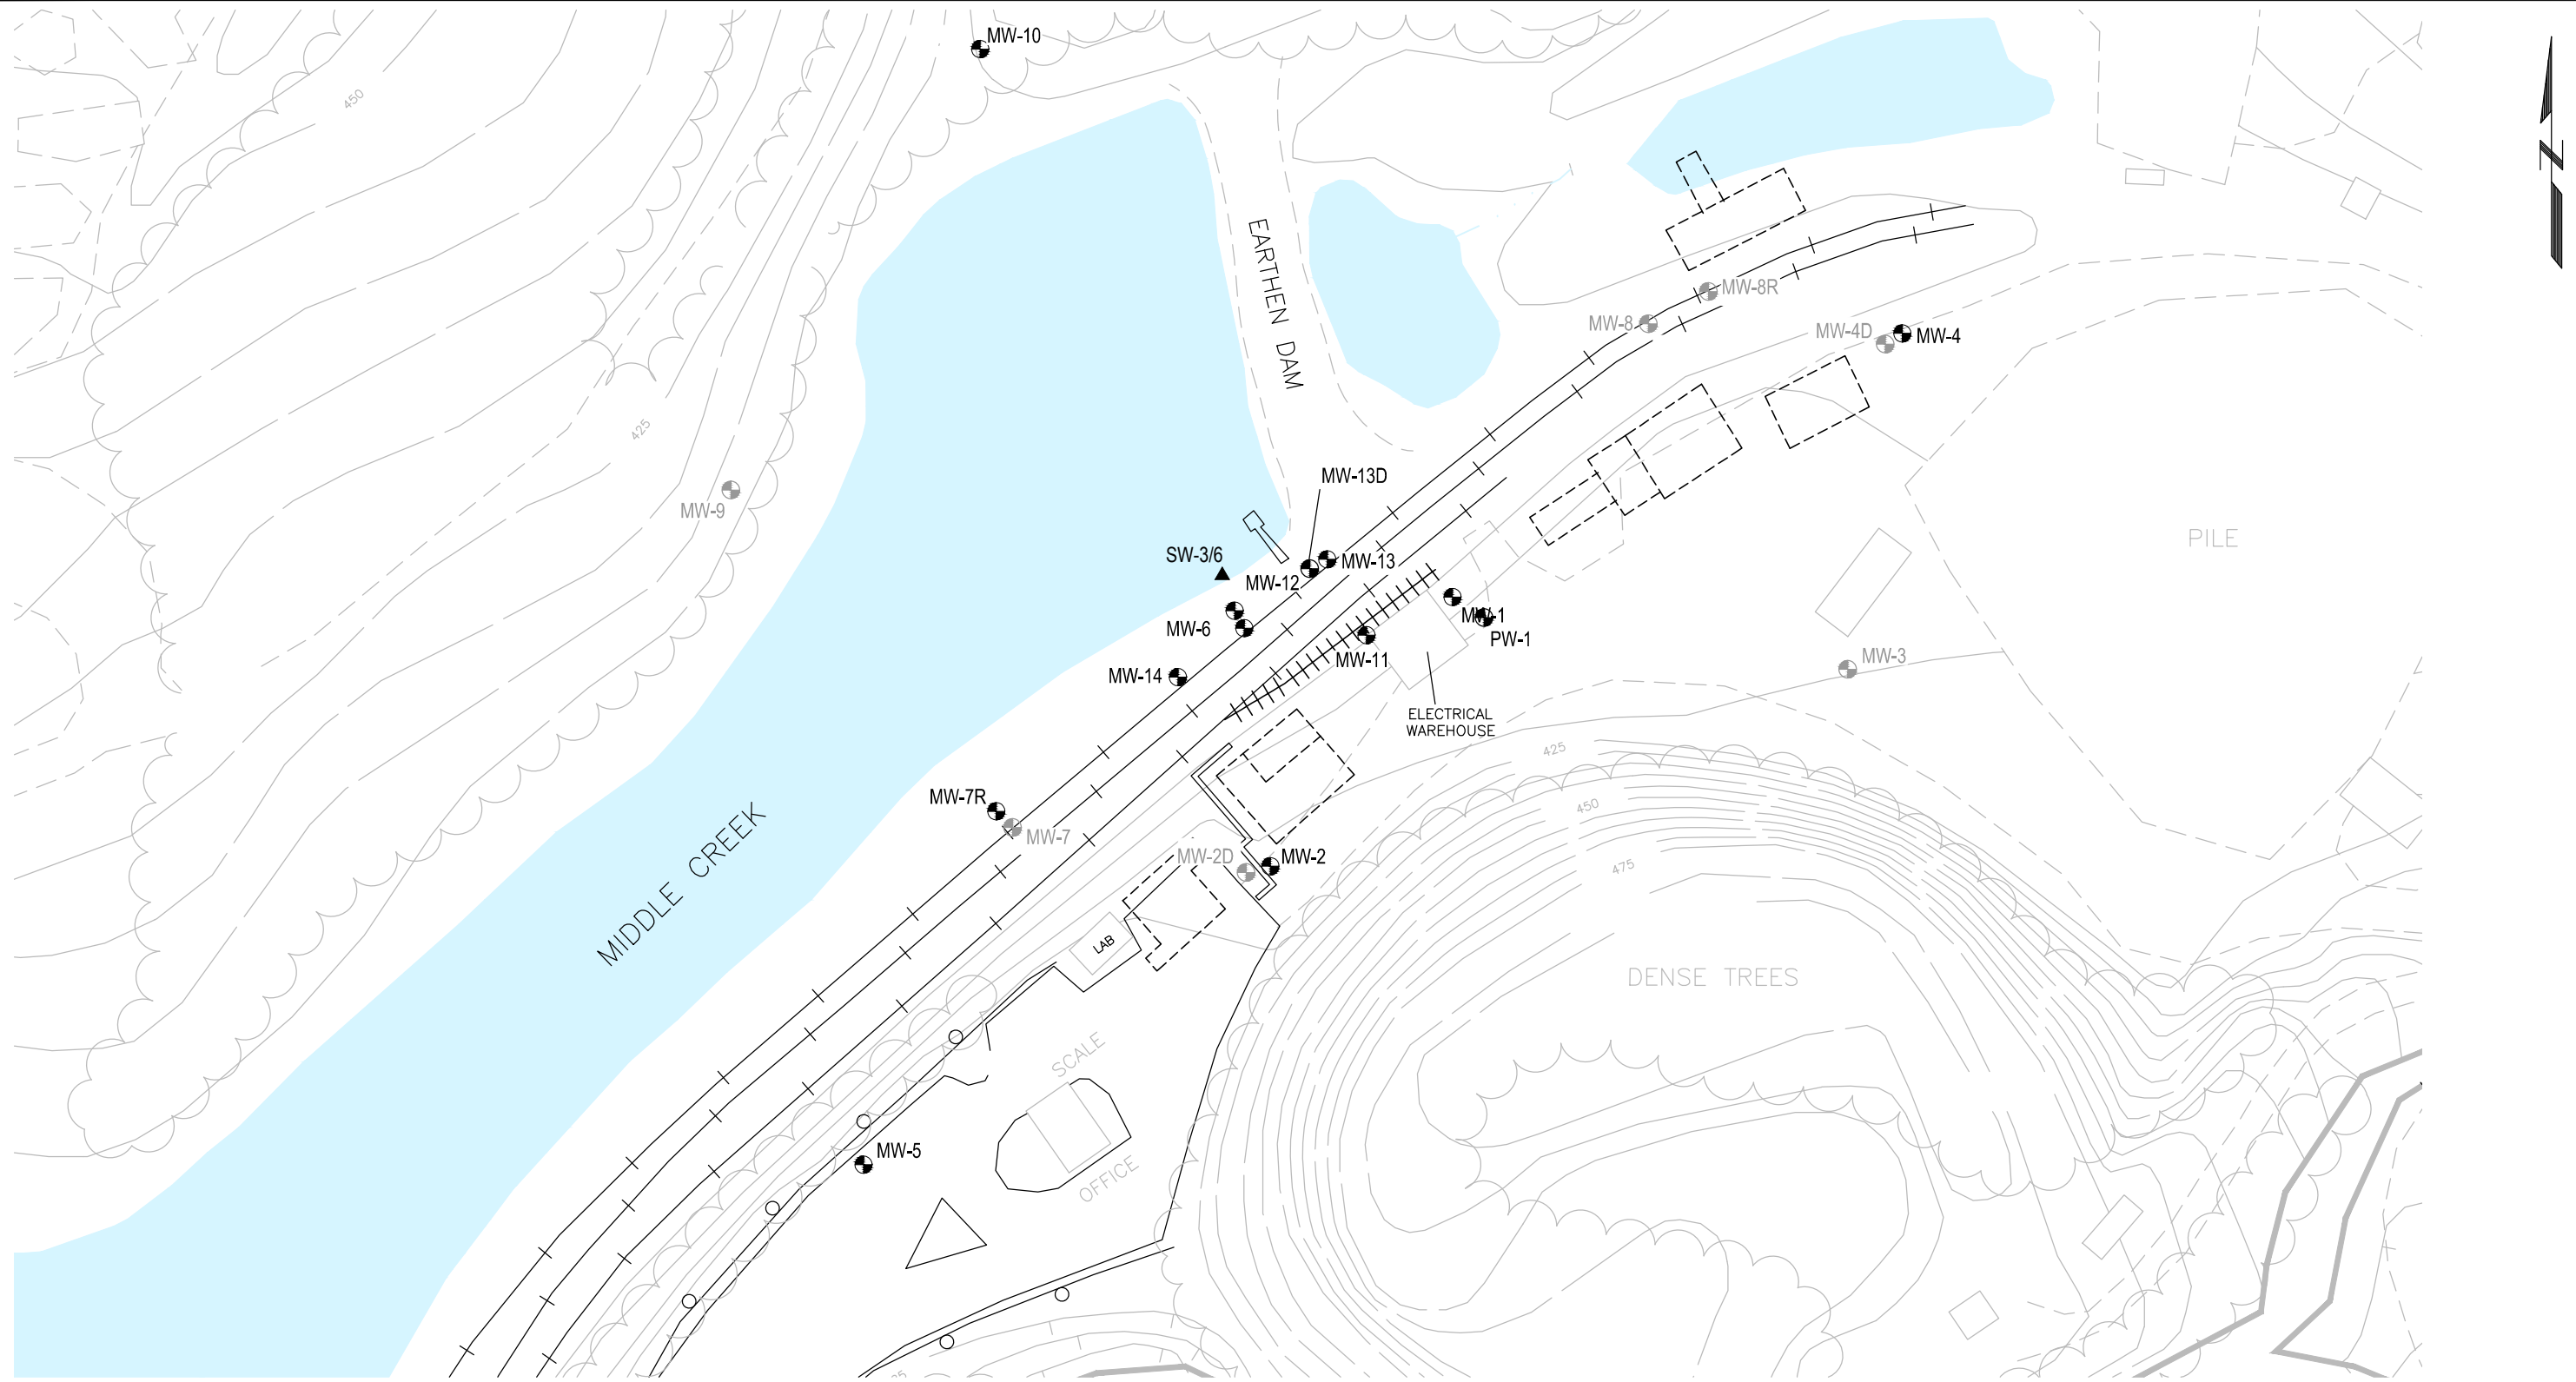 MW-10
450
EARTHEN DAM
MW-8R
MW-8
MW-4D
MW-4
425
MW-9
MW-13D
PILE
SW-3/6
MW-13
MW-12
MW-1
MW-6
PW-1
MW-11
MW-3
MW-14
ELECTRICAL
WAREHOUSE
425
MW-7R
450
MW-7
MIDDLE CREEK
MW-2D
MW-2
475
LAB
DENSE TREES
SCALE
MW-5
OFFICE
N